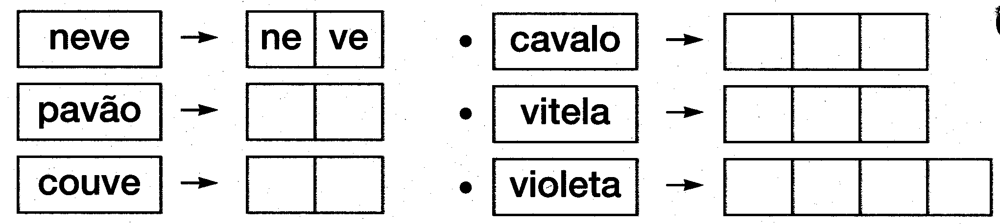 neve → ne ve • cavalo →
pavão → • vitela →
couve → • violeta →